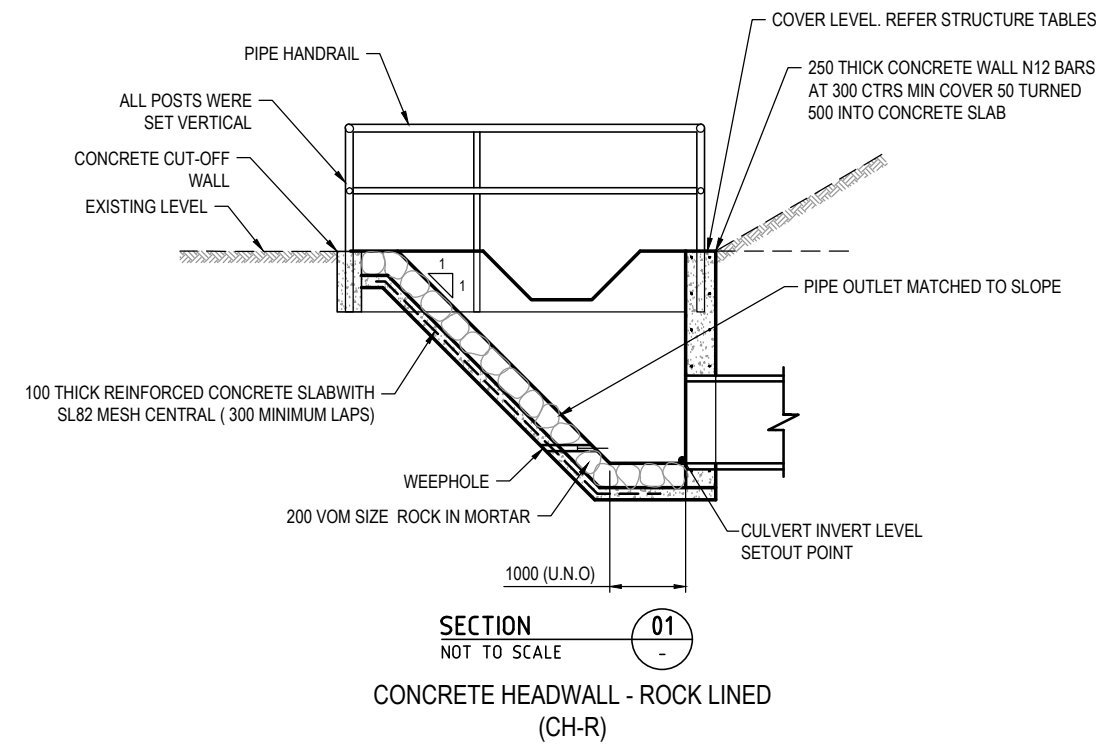 COVER LEVEL. REFER STRUCTURE TABLES
PIPE HANDRAIL
250 THICK CONCRETE WALL N12 BARS
AT 300 CTRS MIN COVER 50 TURNED
500 INTO CONCRETE SLAB
ALL POSTS WERE
SET VERTICAL
CONCRETE CUT-OFF
WALL
EXISTING LEVEL
1
1
PIPE OUTLET MATCHED TO SLOPE
100 THICK REINFORCED CONCRETE SLABWITH
SL82 MESH CENTRAL ( 300 MINIMUM LAPS)
WEEPHOLE
200 VOM SIZE ROCK IN MORTAR
CULVERT INVERT LEVEL
SETOUT POINT
1000 (U.N.O)
SECTION
NOT TO SCALE
01
-
CONCRETE HEADWALL - ROCK LINED
(CH-R)